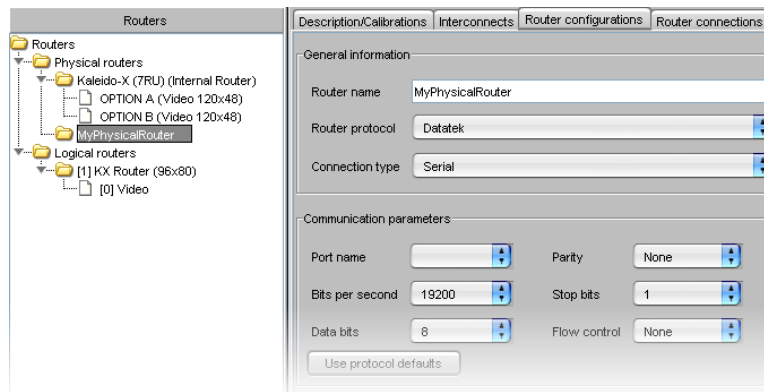 Routers
Routers
Physical routers
Kaleido-X (7RU) (Internal Router)
OPTION A (Video 120x48)
OPTION B (Video 120x48)
MyPhysicalRouter
Logical routers
[1] KX Router (96x80)
[0] Video
Description/Calibrations Interconnects Router configurations Router connections
General information
Router name MyPhysicalRouter
Router protocol Datatek
Connection type Serial
Communication parameters
Port name Parity None
Bits per second 19200 Stop bits 1
Data bits 8 Flow control None
Use protocol defaults